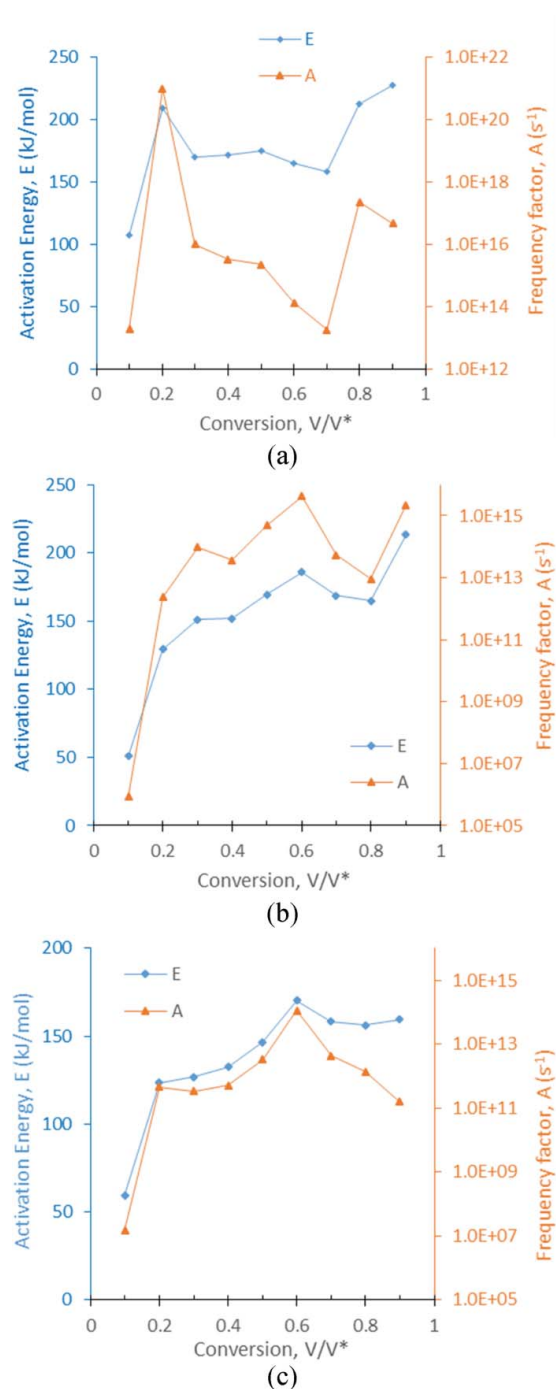 E
A
250
200
150
100
50
0
Activation Energy, E (kJ/mol)
1.0E+22
1.0E+20
1.0E+18
1.0E+16
1.0E+14
1.0E+12
Frequency factor, A (s-1)
0 0.2 0.4 0.6 0.8 1
Conversion, V/V*
(a)
250
200
150
100
50
0
Activation Energy, E (kJ/mol)
1.0E+15
1.0E+13
1.0E+11
1.0E+09
1.0E+07
1.0E+05
Frequency factor, A (s-1)
E
A
0 0.2 0.4 0.6 0.8 1
Conversion, V/V*
(b)
200
150
100
50
0
Activation Energy, E (kJ/mol)
E
A
1.0E+15
1.0E+13
1.0E+11
1.0E+09
1.0E+07
1.0E+05
Frequency factor, A (s-1)
0 0.2 0.4 0.6 0.8 1
Conversion, V/V*
(c)